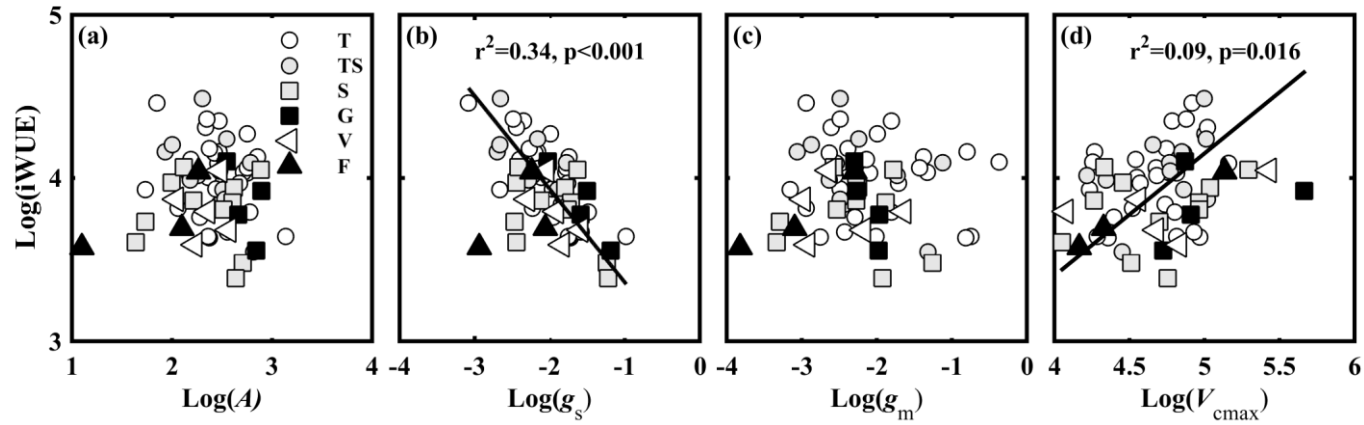 5
4
3
Log(iWUE)
(a)
T
TS
S
G
V
F
1
2
3
4
Log(A)
(b)
r²=0.34, p<0.001
-4
-3
-2
-1
0
Log(gs)
(c)
-4
-3
-2
-1
0
Log(gm)
(d)
r²=0.09, p=0.016
4
4.5
5
5.5
6
Log(Vcmax)